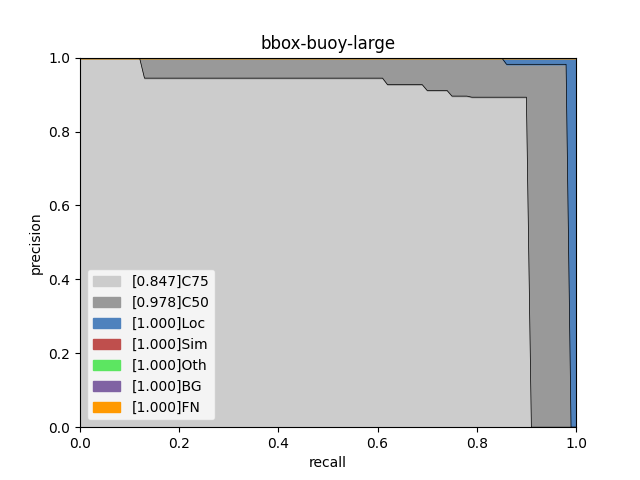 bbox-buoy-large
precision
1.0
0.8
0.6
0.4
0.2
0.0
[0.847]C75
[0.978]C50
[1.000]Loc
[1.000]Sim
[1.000]Oth
[1.000]BG
[1.000]FN
0.0 0.2 0.4 0.6 0.8 1.0
recall